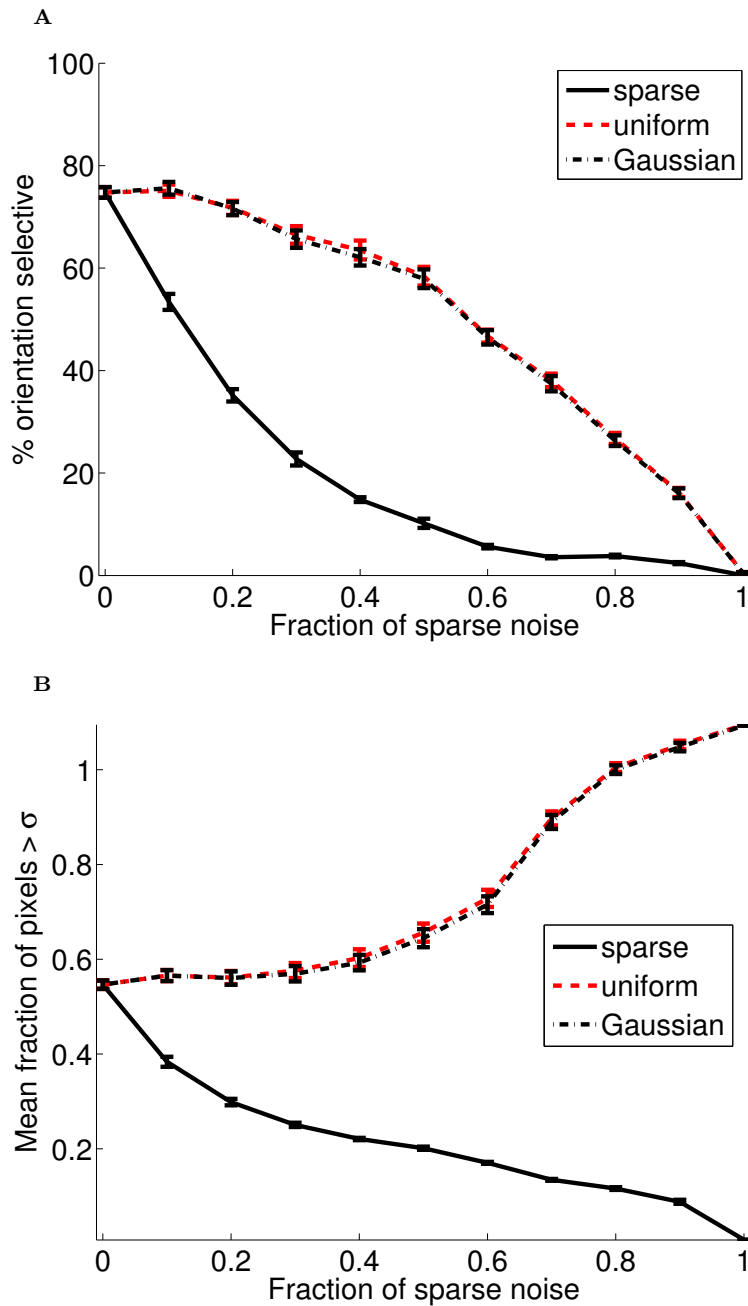 A
100
80
60
40
20
0
% orientation selective
sparse
uniform
Gaussian
0 0.2 0.4 0.6 0.8 1
Fraction of sparse noise
B
1
0.8
0.6
0.4
0.2
Mean fraction of pixels > σ
sparse
uniform
Gaussian
0 0.2 0.4 0.6 0.8 1
Fraction of sparse noise